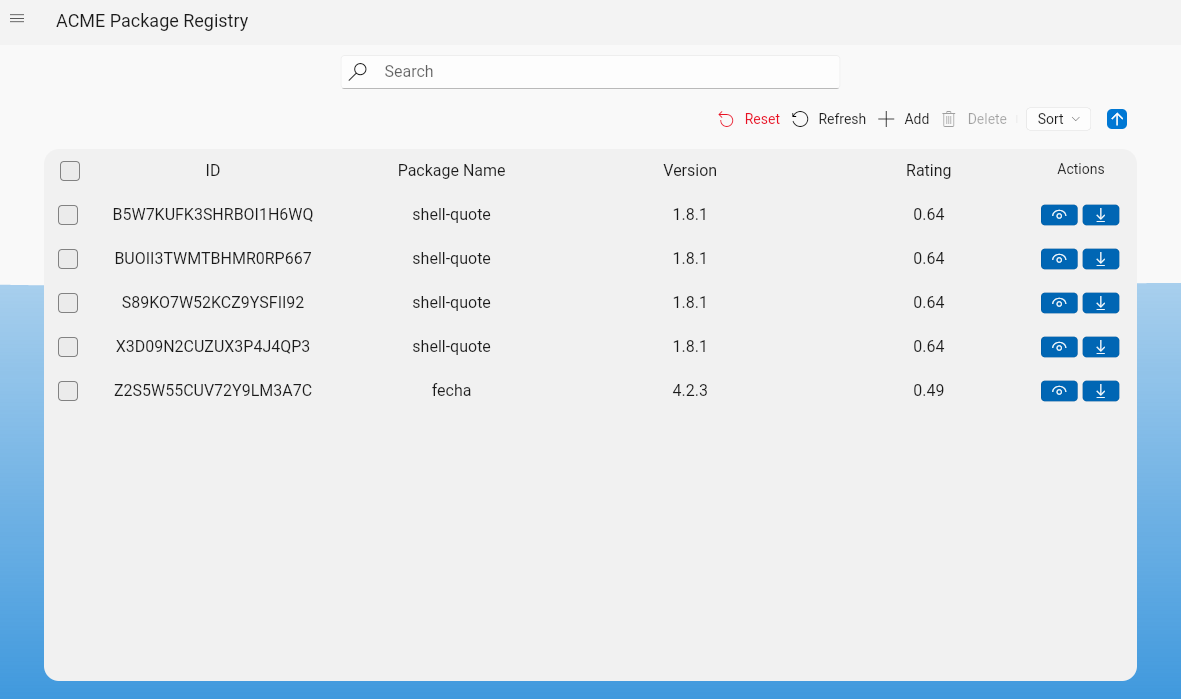 ACME Package Registry
Search
Reset Refresh Add Delete Sort
ID Package Name Version Rating Actions
B5W7KUFK3SHRBOI1H6WQ shell-quote 1.8.1 0.64
BUOII3TWMTBHMR0RP667 shell-quote 1.8.1 0.64
S89KO7W52KCZ9YSFII92 shell-quote 1.8.1 0.64
X3D09N2CUZUX3P4J4QP3 shell-quote 1.8.1 0.64
Z2S5W55CUV72Y9LM3A7C fecha 4.2.3 0.49